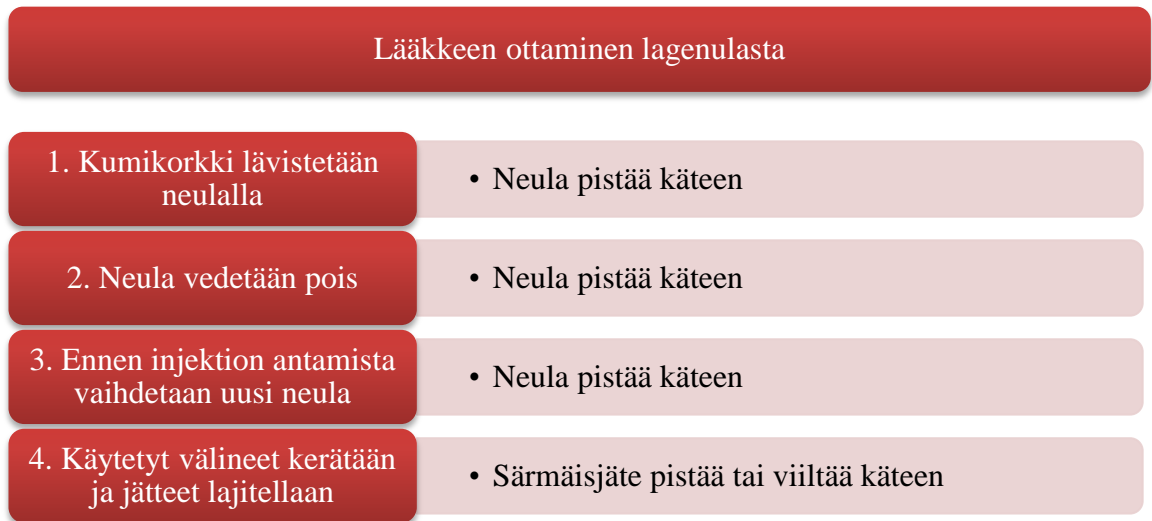 Lääkkeen ottaminen lagenulasta
1. Kumikorkki lävistetään
neulalla
• Neula pistää käteen
2. Neula vedetään pois
• Neula pistää käteen
3. Ennen injektion antamista
vaihdetaan uusi neula
• Neula pistää käteen
4. Käytetyt välineet kerätään
ja jätteet lajitellaan
• Särmäisjäte pistää tai viiltää käteen